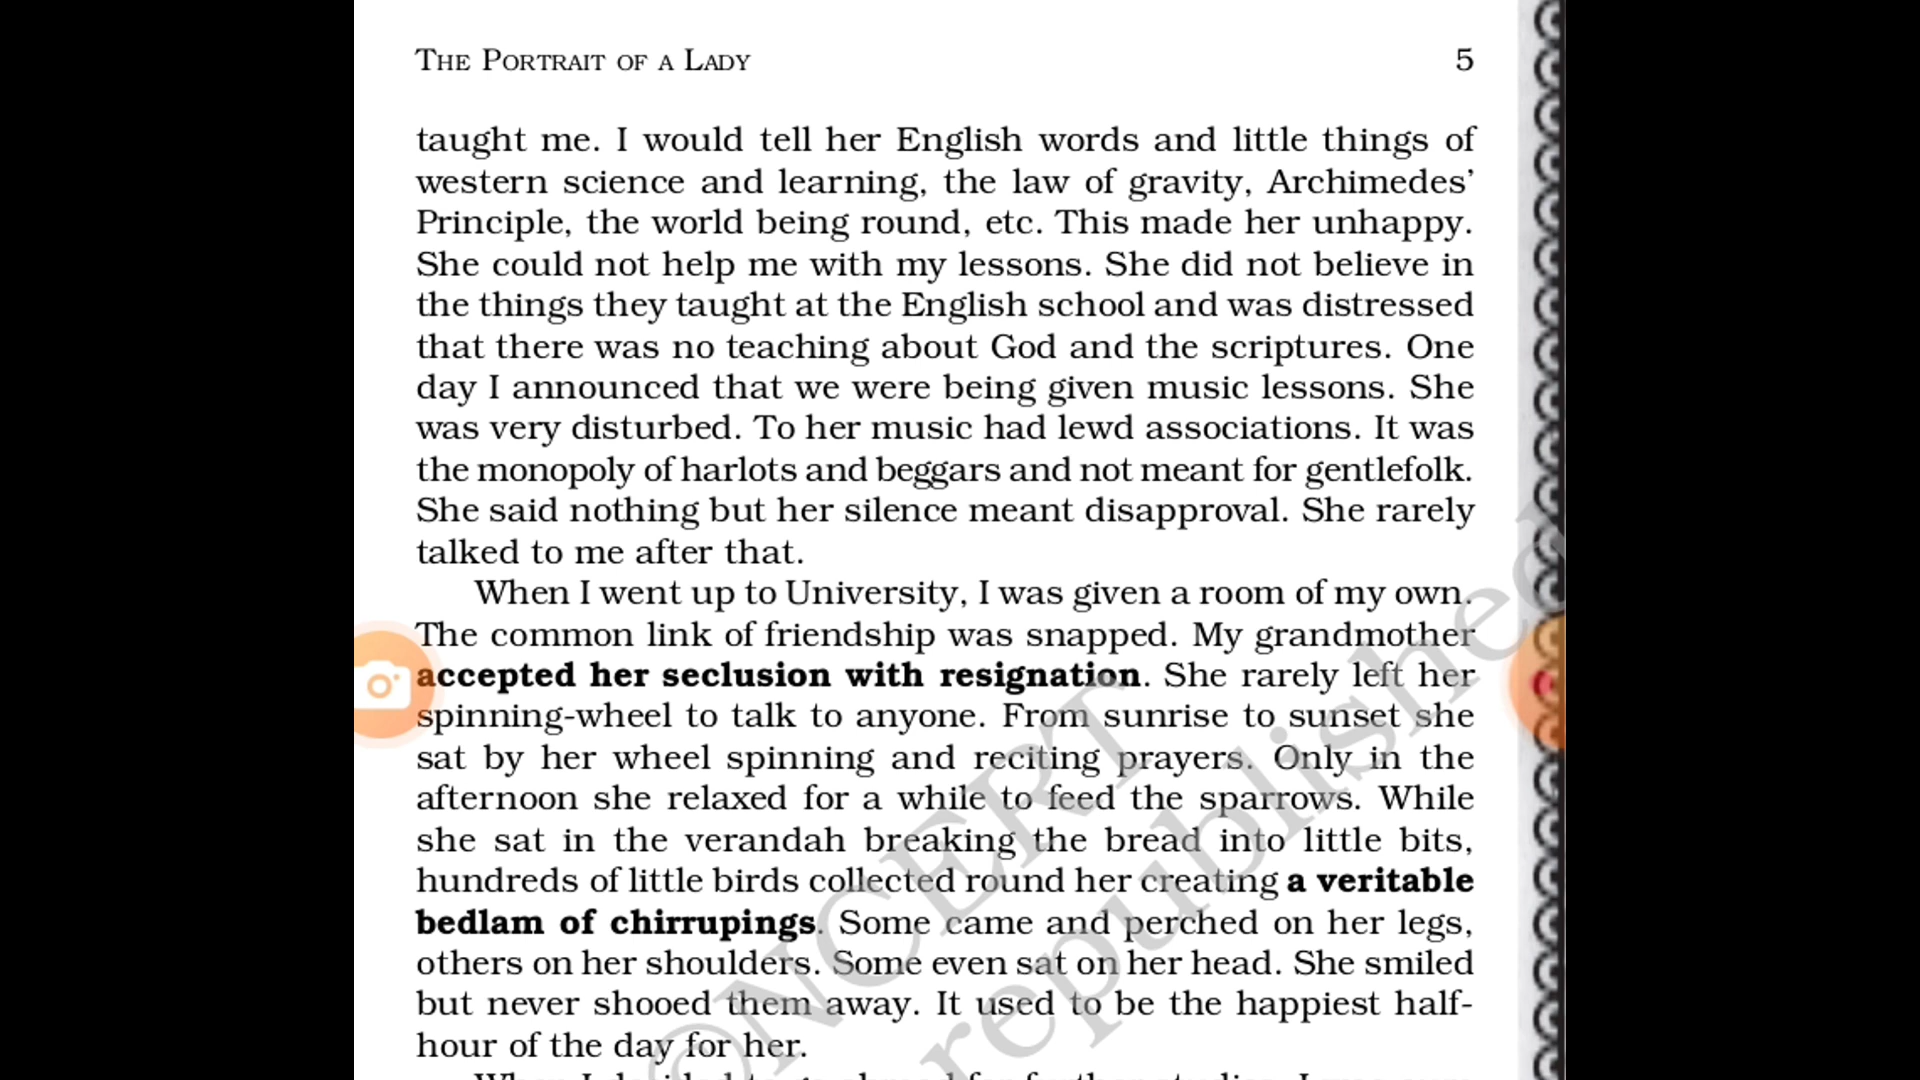 THE PORTRAIT OF A LADY 5
taught me. I would tell her English words and little things of
western science and learning, the law of gravity, Archimedes’
Principle, the world being round, etc. This made her unhappy.
She could not help me with my lessons. She did not believe in
the things they taught at the English school and was distressed
that there was no teaching about God and the scriptures. One
day I announced that we were being given music lessons. She
was very disturbed. To her music had lewd associations. It was
the monopoly of harlots and beggars and not meant for gentlefolk.
She said nothing but her silence meant disapproval. She rarely
talked to me after that.
When I went up to University, I was given a room of my own.
The common link of friendship was snapped. My grandmother
accepted her seclusion with resignation. She rarely left her
spinning-wheel to talk to anyone. From sunrise to sunset she
sat by her wheel spinning and reciting prayers. Only in the
afternoon she relaxed for a while to feed the sparrows. While
she sat in the verandah breaking the bread into little bits,
hundreds of little birds collected round her creating a veritable
bedlam of chirrupings. Some came and perched on her legs,
others on her shoulders. Some even sat on her head. She smiled
but never shooed them away. It used to be the happiest half-
hour of the day for her.
©NCERT
republished